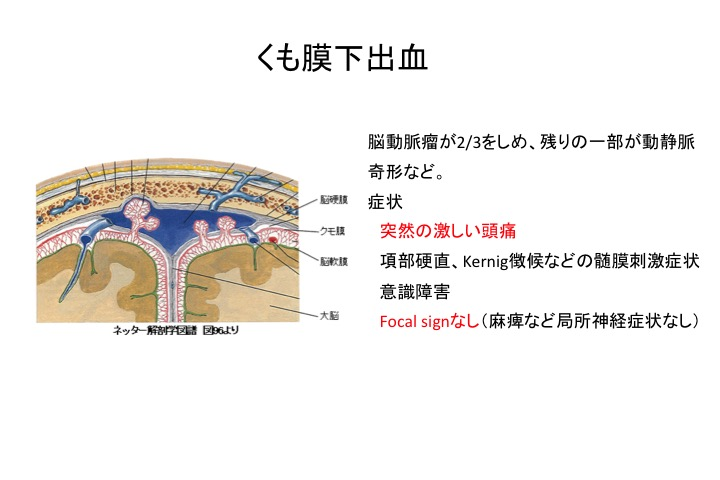 くも膜下出血
脳動脈瘤が2/3をしめ、残りの一部が動静脈
奇形など。
症状
突然の激しい頭痛
項部硬直、Kernig徴候などの髄膜刺激症状
意識障害
Focal signなし（麻痺など局所神経症状なし）
脳硬膜
クモ膜
脳軟膜
大脳
ネッター解剖学図譜 図96より